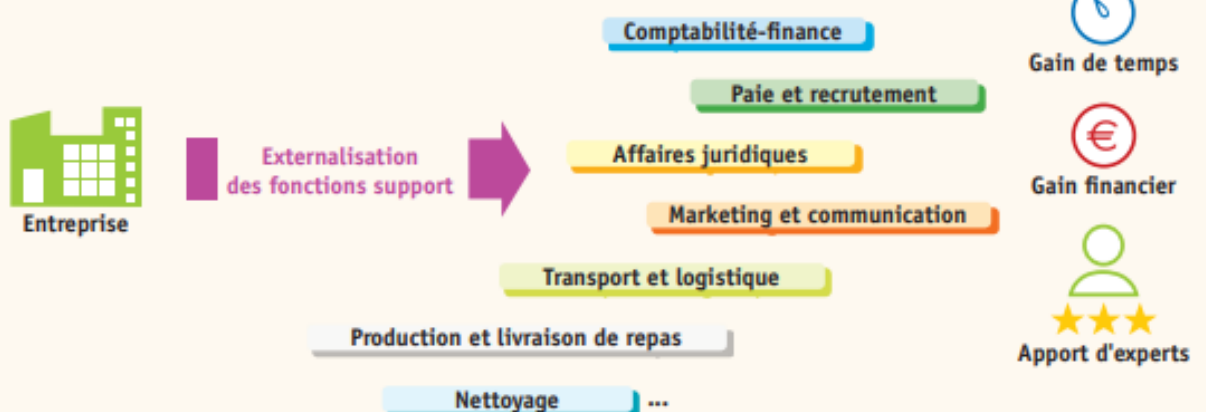 Comptabilité-finance
Gain de temps
Paie et recrutement
Externalisation
des fonctions support
Affaires juridiques
€
Gain financier
Entreprise
Marketing et communication
Transport et logistique
Production et livraison de repas
Apport d'experts
Nettoyage ...